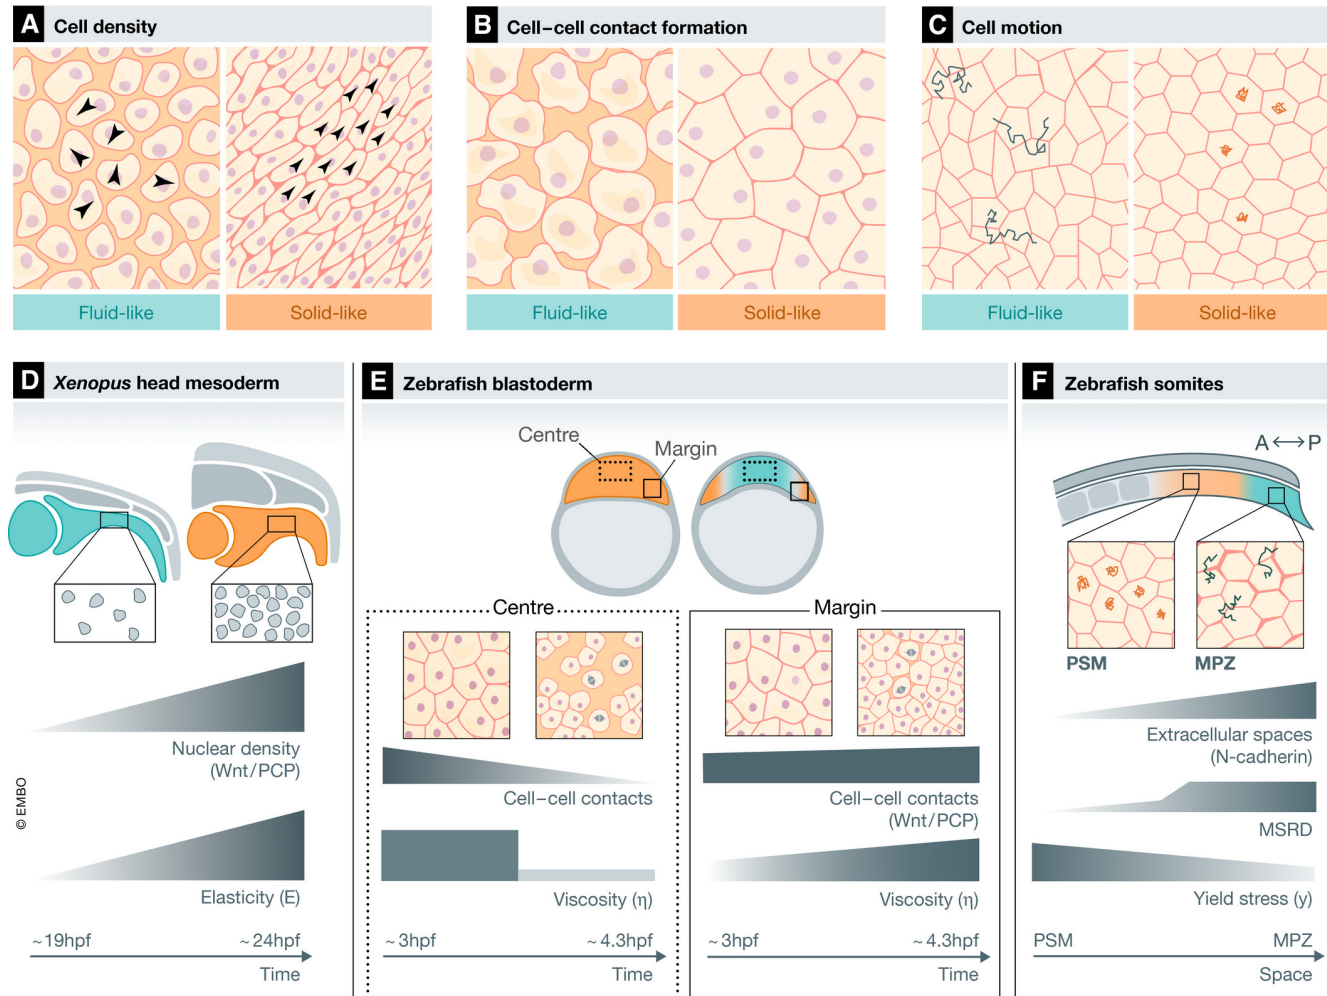 A Cell density
Fluid-like
Solid-like
B Cell–cell contact formation
Fluid-like
Solid-like
C Cell motion
Fluid-like
Solid-like
D Xenopus head mesoderm
Nuclear density
(Wnt/PCP)
Elasticity (E)
~19hpf
~24hpf
Time
© EMBO
E Zebrafish blastoderm
Centre
Margin
Centre
Cell–cell contacts
Viscosity (η)
~3hpf
~4.3hpf
Time
Margin
Cell–cell contacts
(Wnt/PCP)
Viscosity (η)
~3hpf
~4.3hpf
Time
F Zebrafish somites
A ⟷ P
PSM
MPZ
Extracellular spaces
(N-cadherin)
MSRD
Yield stress (y)
PSM
MPZ
Space